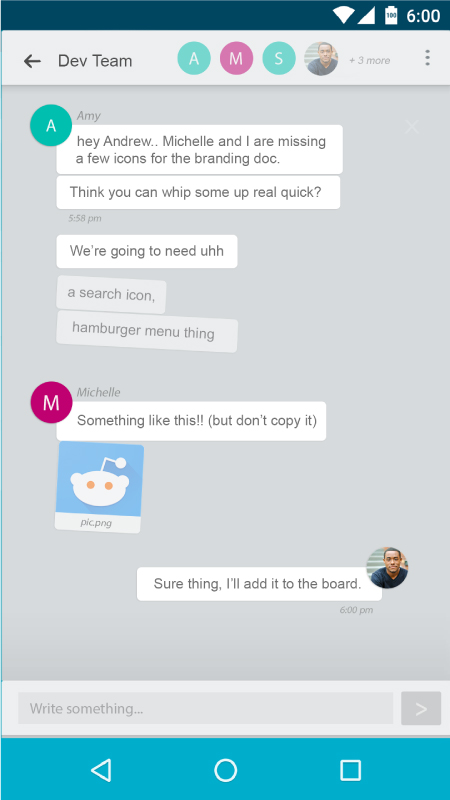 100
6:00
Dev Team
A
M
S
+ 3 more
A
Amy
hey Andrew.. Michelle and I are missing
a few icons for the branding doc.
Think you can whip some up real quick?
5:58 pm
We're going to need uhh
a search icon,
hamburger menu thing
M
Michelle
Something like this!! (but don't copy it)
pic.png
Sure thing, I'll add it to the board.
6:00 pm
Write something...
>